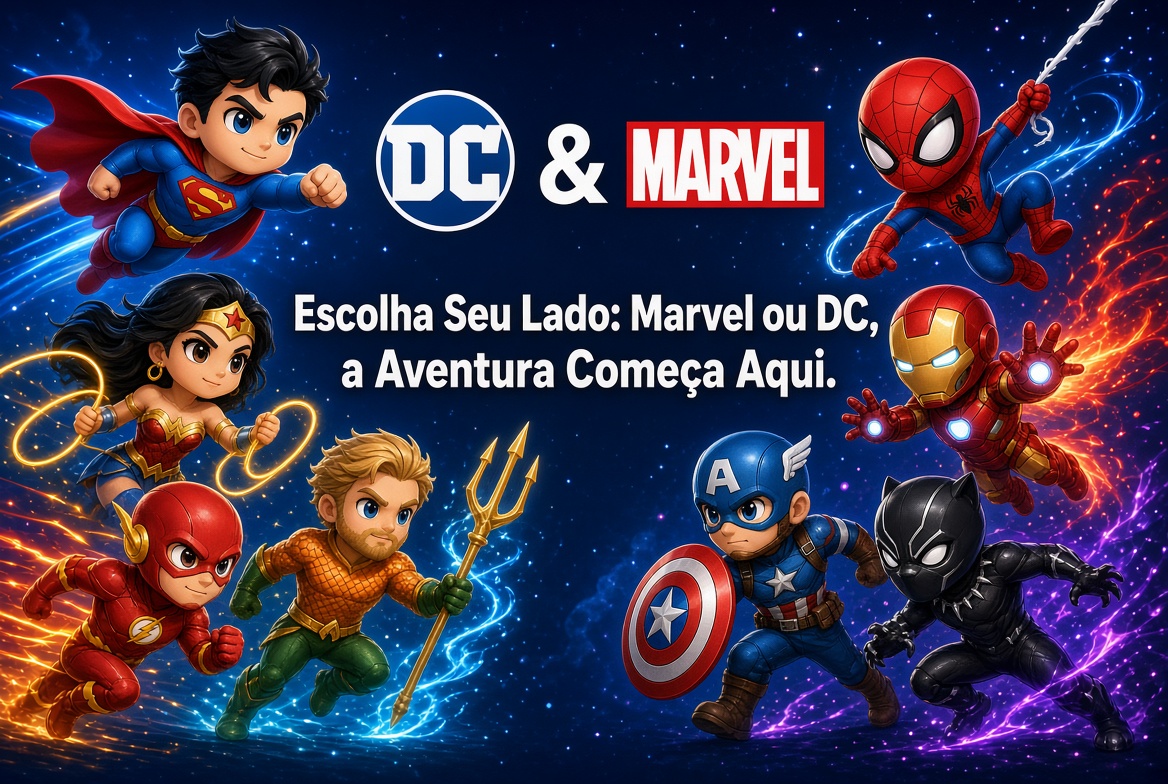 DC & MARVEL
Escolha Seu Lado: Marvel ou DC,
a Aventura Começa Aqui.
S
A